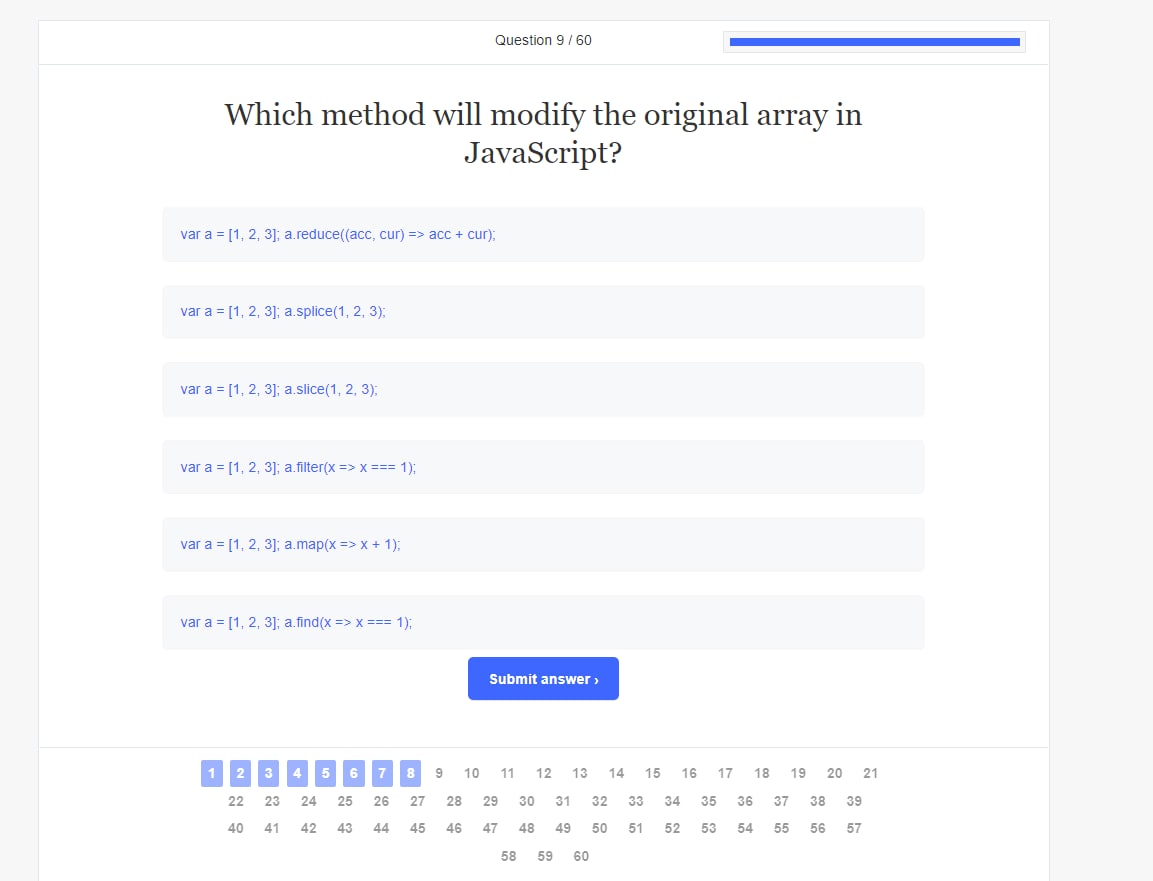 Question 9 / 60
Which method will modify the original array in
JavaScript?
var a = [1, 2, 3]; a.reduce((acc, cur) => acc + cur);
var a = [1, 2, 3]; a.splice(1, 2, 3);
var a = [1, 2, 3]; a.slice(1, 2, 3);
var a = [1, 2, 3]; a.filter(x => x === 1);
var a = [1, 2, 3]; a.map(x => x + 1);
var a = [1, 2, 3]; a.find(x => x === 1);
Submit answer ›
1 2 3 4 5 6 7 8 9 10 11 12 13 14 15 16 17 18 19 20 21
22 23 24 25 26 27 28 29 30 31 32 33 34 35 36 37 38 39
40 41 42 43 44 45 46 47 48 49 50 51 52 53 54 55 56 57
58 59 60